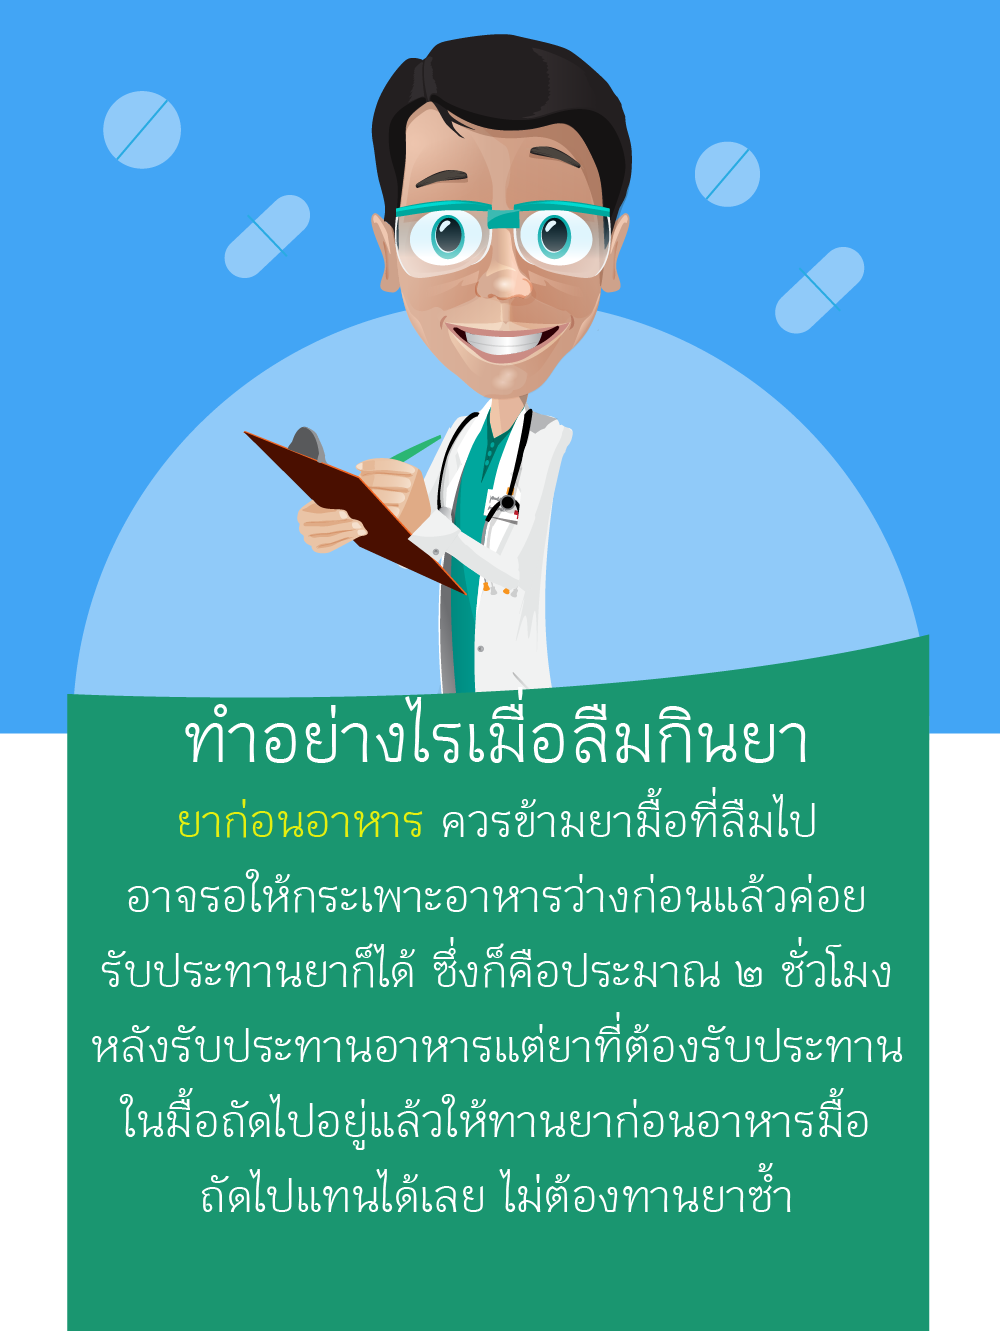 ทำอย่างไรเมื่อลืมกินยา
ยาก่อนอาหาร ควรข้ามยามื้อที่ลืมไป
อาจรอให้กระเพาะอาหารว่างก่อนแล้วค่อย
รับประทานยาก็ได้ ซึ่งก็คือประมาณ ๒ ชั่วโมง
หลังรับประทานอาหารแต่ยาที่ต้องรับประทาน
ในมื้อถัดไปอยู่แล้วให้ทานยาก่อนอาหารมื้อ
ถัดไปแทนได้เลย ไม่ต้องทานยาซ้ำ